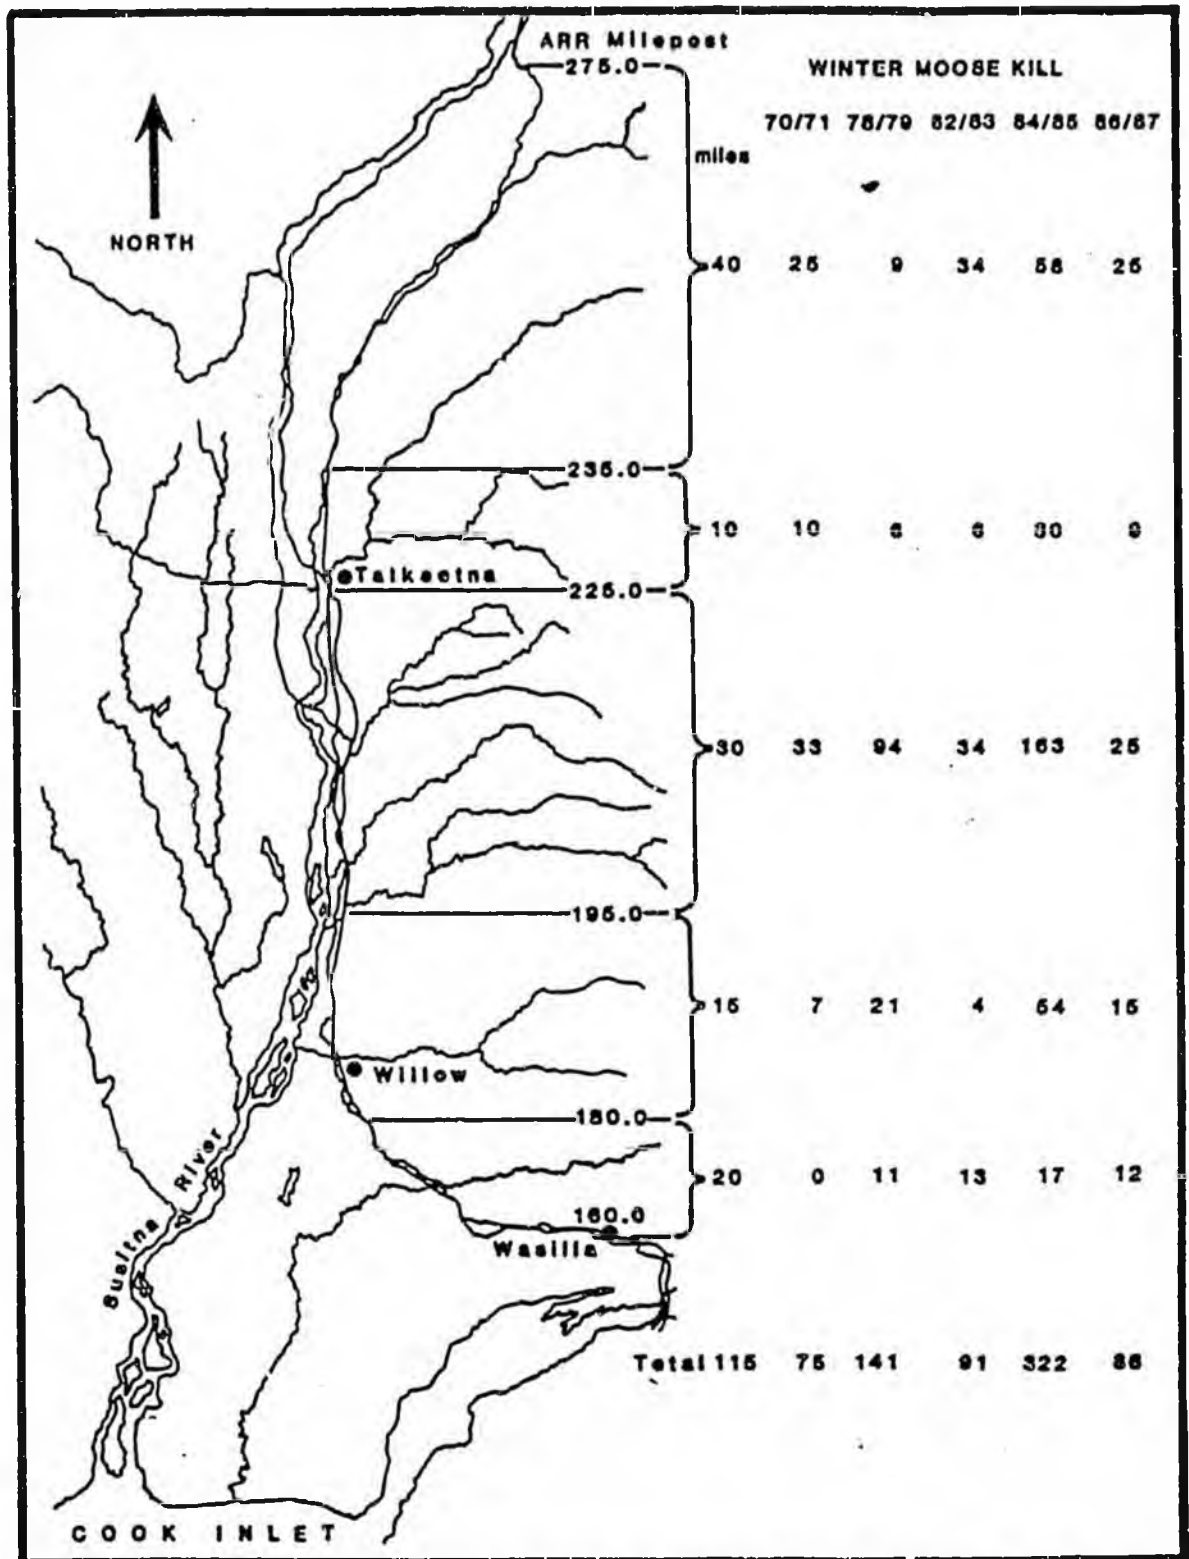 ARR Milepost
275.0
WINTER MOOSE KILL
70/71 78/79 82/83 84/85 86/87
miles
NORTH
40 25 9 34 58 25
235.0
10 10 6 6 30 9
Talkeetna
225.0
30 33 94 34 163 25
195.0
15 7 21 4 54 15
Willow
180.0
Susitna River
20 0 11 13 17 12
160.0
Wasilla
Total 115 75 141 91 322 86
COOK INLET